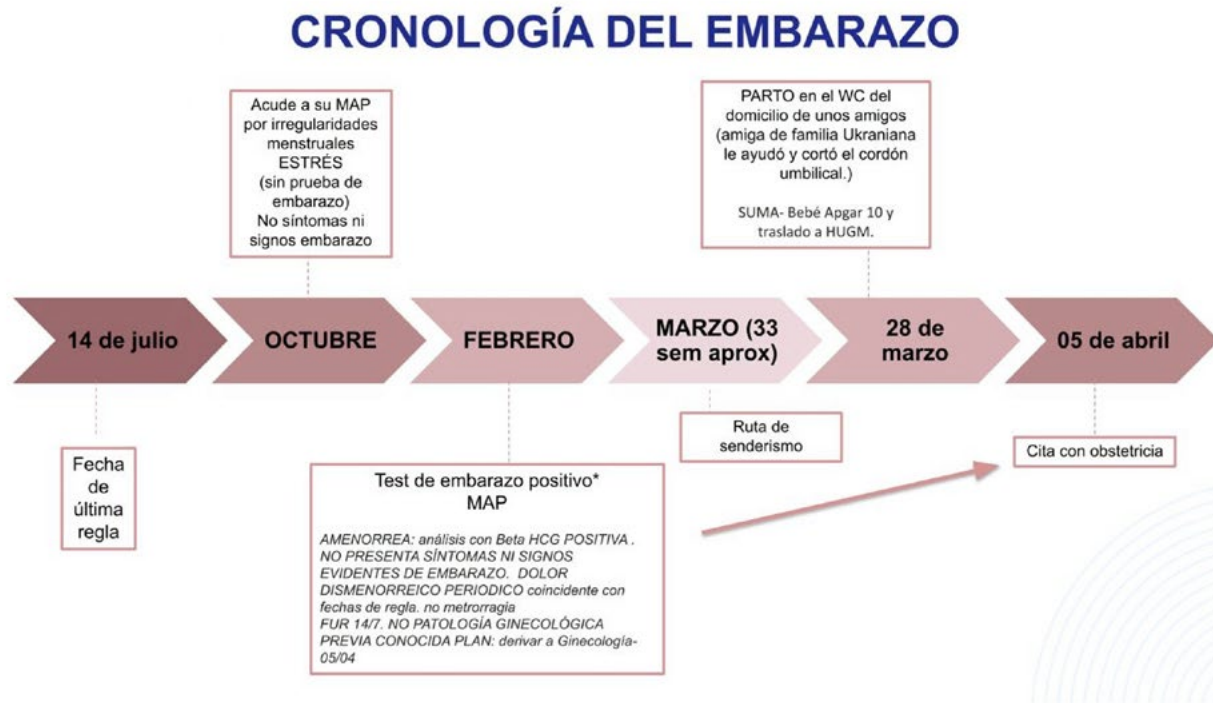 CRONOLOGÍA DEL EMBARAZO
Acude a su MAP
por irregularidades
menstruales
ESTRÉS
(sin prueba de
embarazo)
No síntomas ni
signos embarazo
PARTO en el WC del
domicilio de unos amigos
(amiga de familia Ukraniana
le ayudó y cortó el cordón
umbilical.)
SUMA- Bebé Apgar 10 y
traslado a HUGM.
14 de julio
OCTUBRE
FEBRERO
MARZO (33
sem aprox)
28 de
marzo
05 de abril
Fecha
de
última
regla
Test de embarazo positivo*
MAP
AMENORREA: análisis con Beta HCG POSITIVA .
NO PRESENTA SÍNTOMAS NI SIGNOS
EVIDENTES DE EMBARAZO. DOLOR
DISMENORREICO PERIODICO coincidente con
fechas de regla. no metrorragia
FUR 14/7. NO PATOLOGÍA GINECOLÓGICA
PREVIA CONOCIDA PLAN: derivar a Ginecología-
05/04
Ruta de
senderismo
Cita con obstetricia